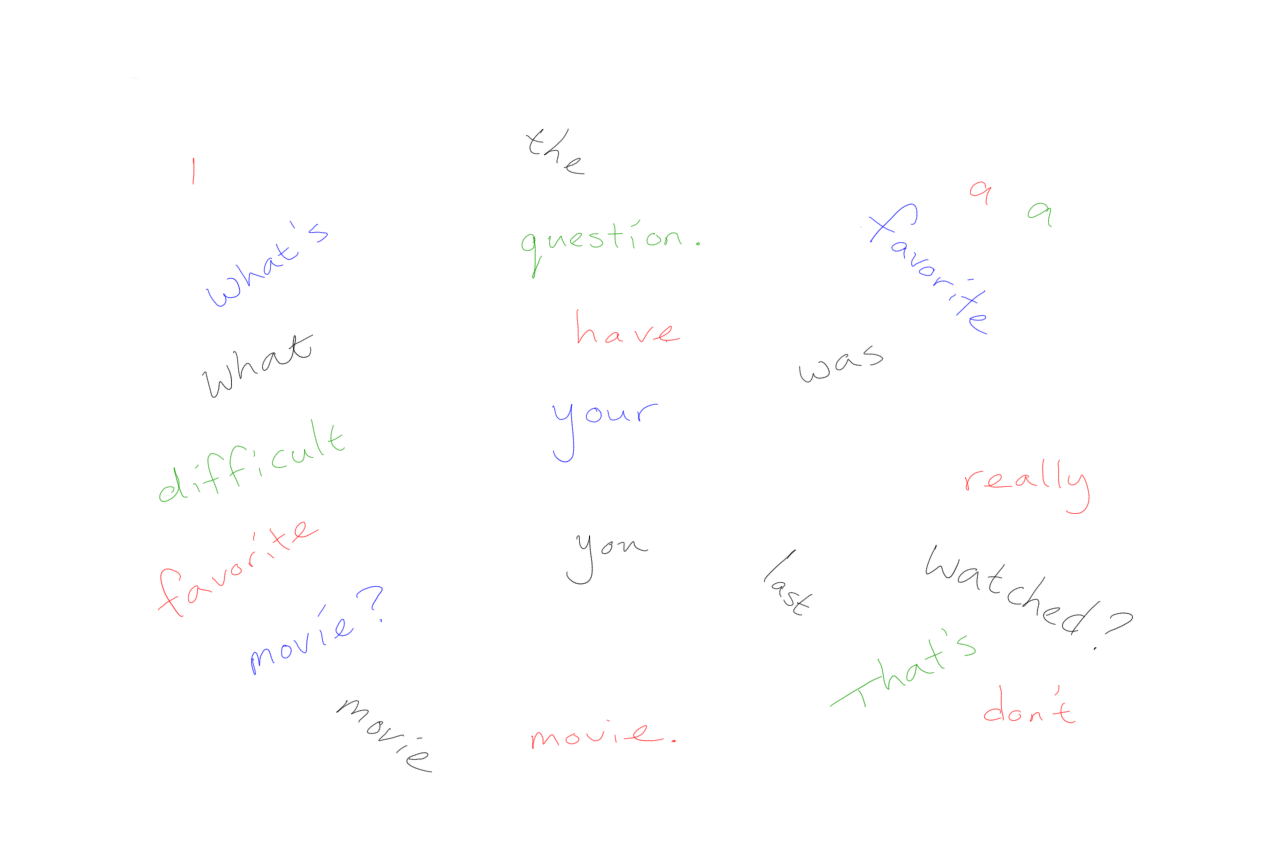 the
I
a
a
what's
question.
favorite
have
what
was
your
difficult
really
favorite
you
last
watched?
movie?
That's
don't
movie
movie.